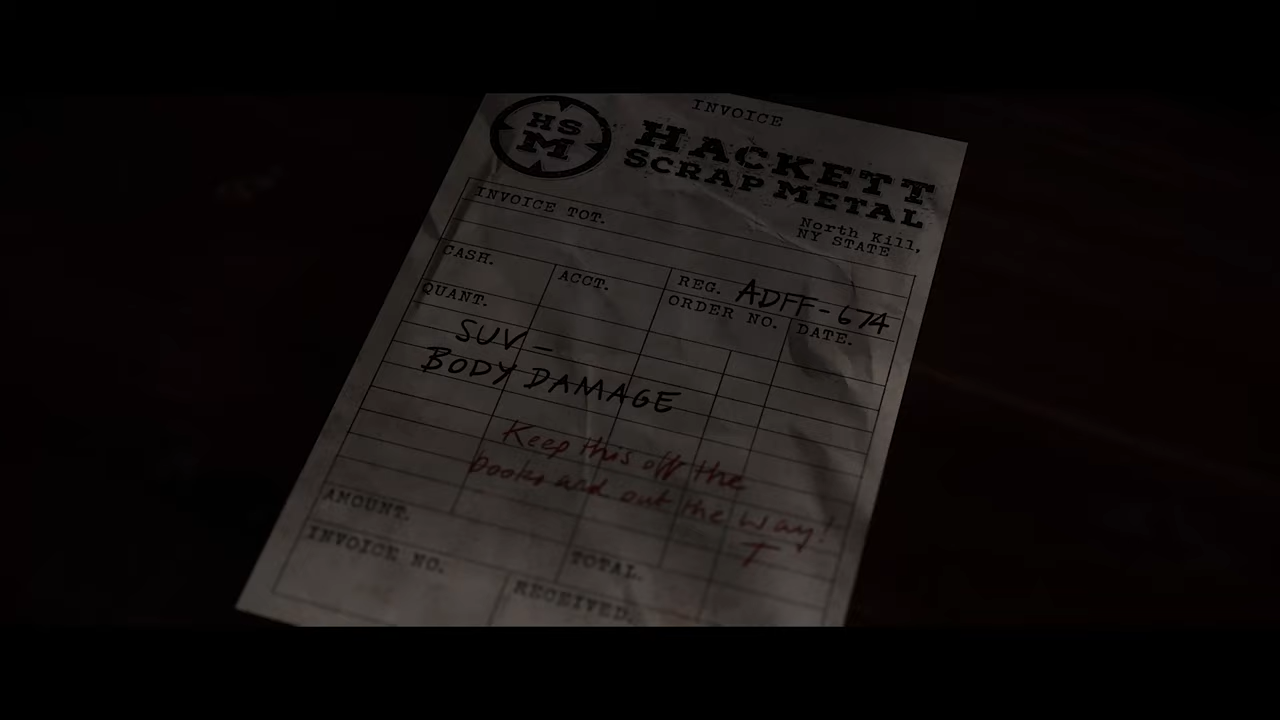 INVOICE
HS
M
HACKETT
SCRAP METAL
North Kill,
NY STATE
INVOICE TOT.
CASH.
ACCT.
REG. ADFF-674
QUANT.
ORDER NO.
DATE.
SUV -
BODY DAMAGE
Keep this off the
books and out the way!
T
AMOUNT.
TOTAL.
INVOICE NO.
RECEIVED.